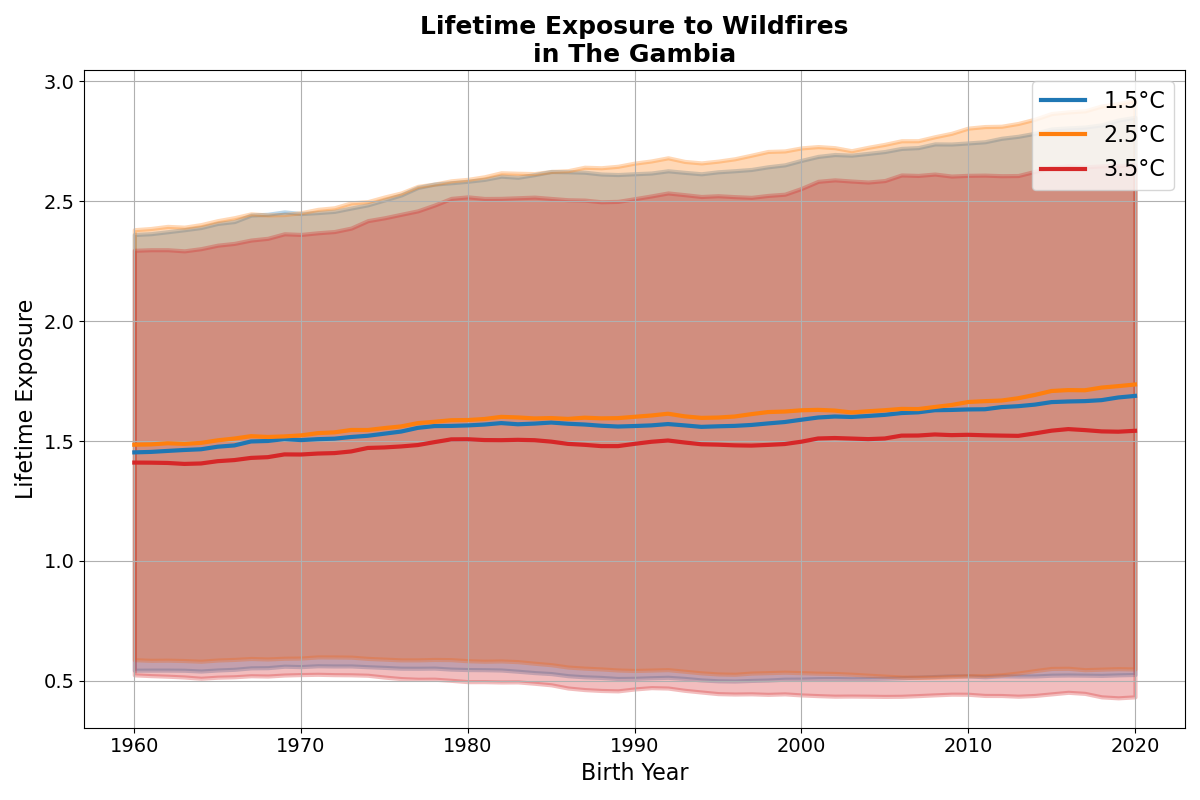 Lifetime Exposure to Wildfires
in The Gambia
3.0
2.5
2.0
1.5
1.0
0.5
Lifetime Exposure
1.5°C
2.5°C
3.5°C
1960
1970
1980
1990
2000
2010
2020
Birth Year